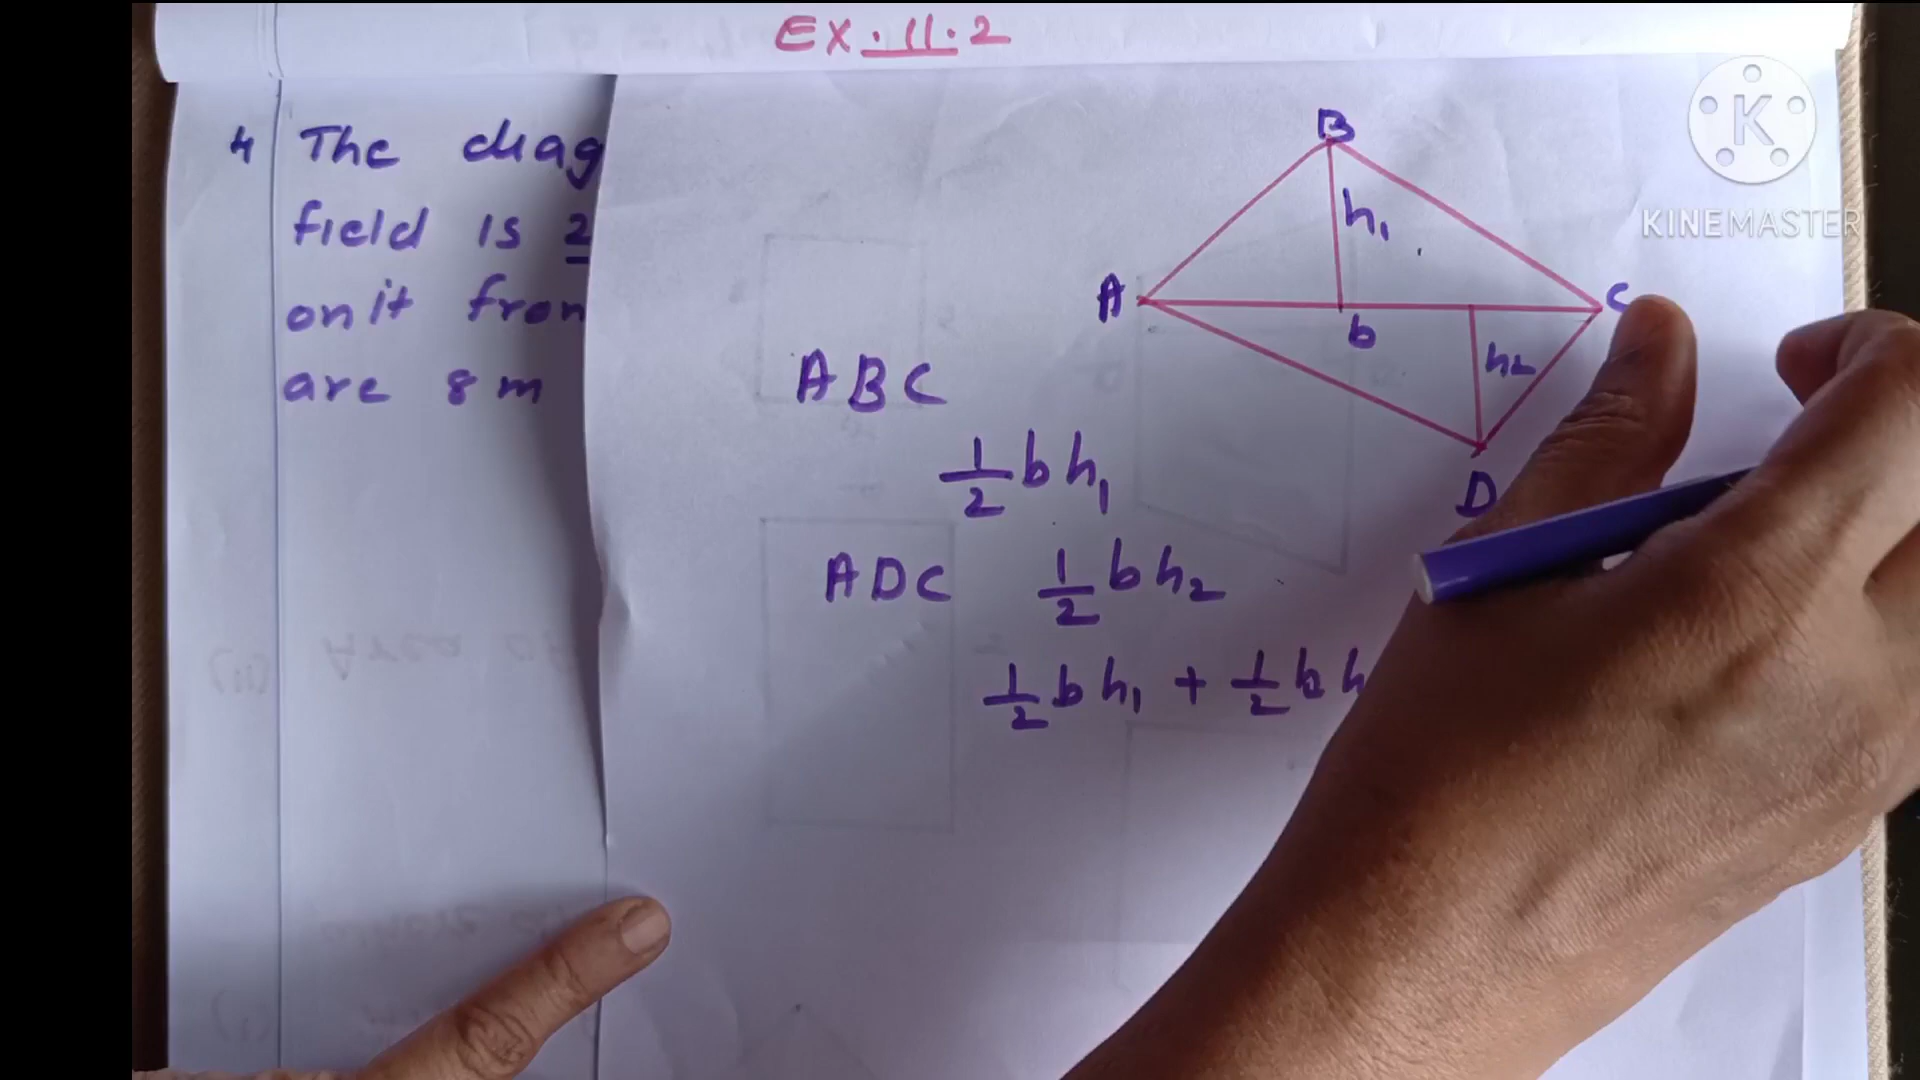 EX. 11.2
4 The diag
field is 2
on it from
are 8 m
B
h₁
A
C
b
h₂
D
ABC
1/2 b h₁
ADC 1/2 b h₂
1/2 b h₁ + 1/2 b h
K
KINEMASTER